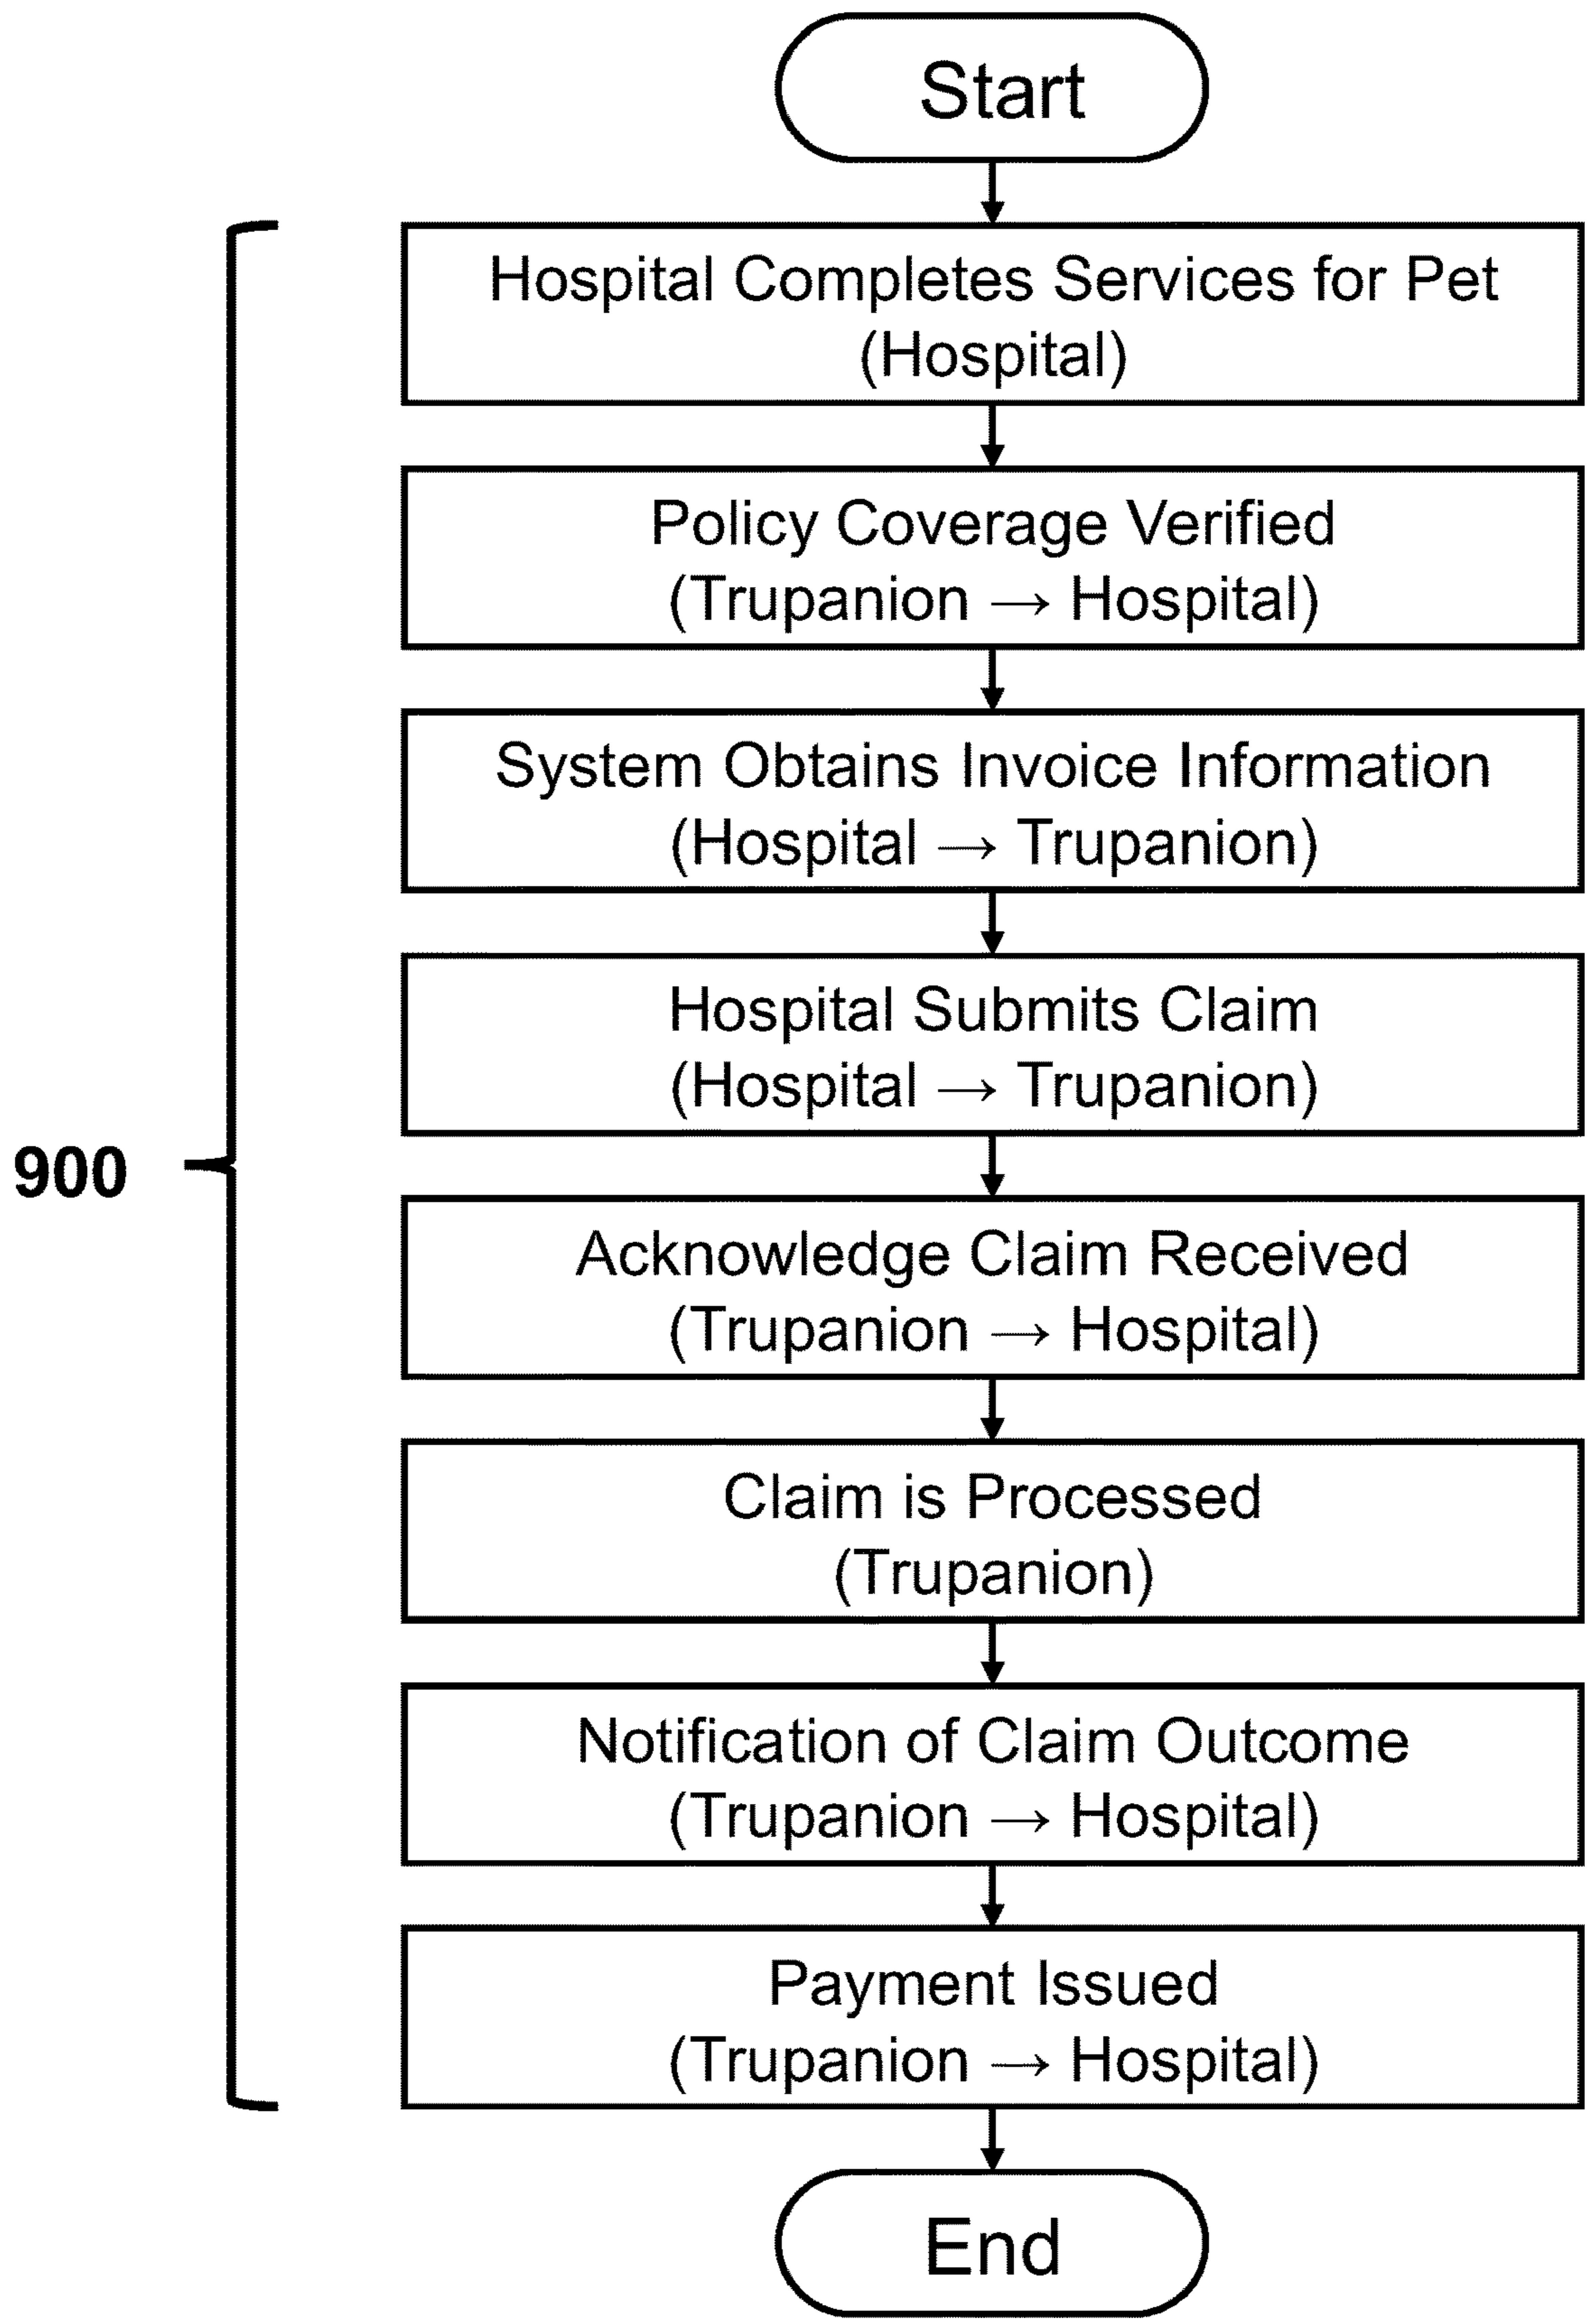 Start
Hospital Completes Services for Pet
(Hospital)
Policy Coverage Verified
(Trupanion → Hospital)
System Obtains Invoice Information
(Hospital → Trupanion)
Hospital Submits Claim
(Hospital → Trupanion)
900
Acknowledge Claim Received
(Trupanion → Hospital)
Claim is Processed
(Trupanion)
Notification of Claim Outcome
(Trupanion → Hospital)
Payment Issued
(Trupanion → Hospital)
End